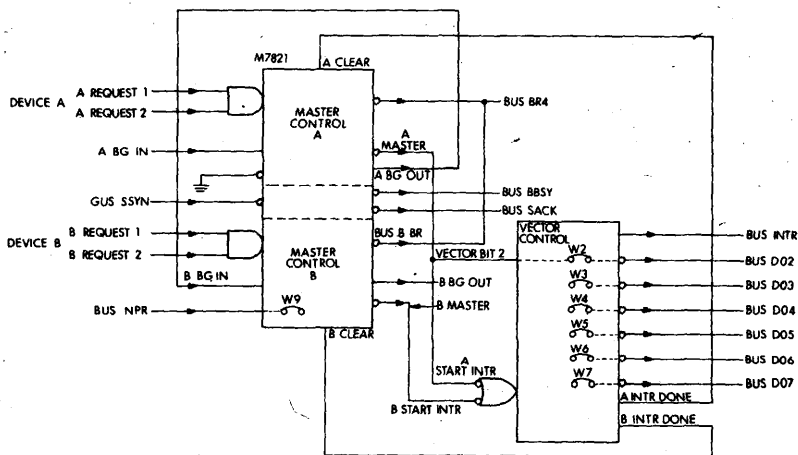 M7821
A CLEAR
A REQUEST 1
DEVICE A
A REQUEST 2
MASTER
CONTROL
A
BUS BR4
A
MASTER
A BG IN
A BG OUT
GUS SSYN
BUS BBSY
BUS SACK
B REQUEST 1
DEVICE B
B REQUEST 2
BUS B BR
MASTER
CONTROL
B
VECTOR
CONTROL
BUS INTR
W2
VECTOR BIT 2
BUS D02
B BG IN
B BG OUT
W3
BUS D03
BUS NPR
W9
B MASTER
W4
BUS D04
B CLEAR
W5
BUS D05
A
START INTR
W6
BUS D06
W7
BUS D07
B START INTR
A INTR DONE
B INTR DONE